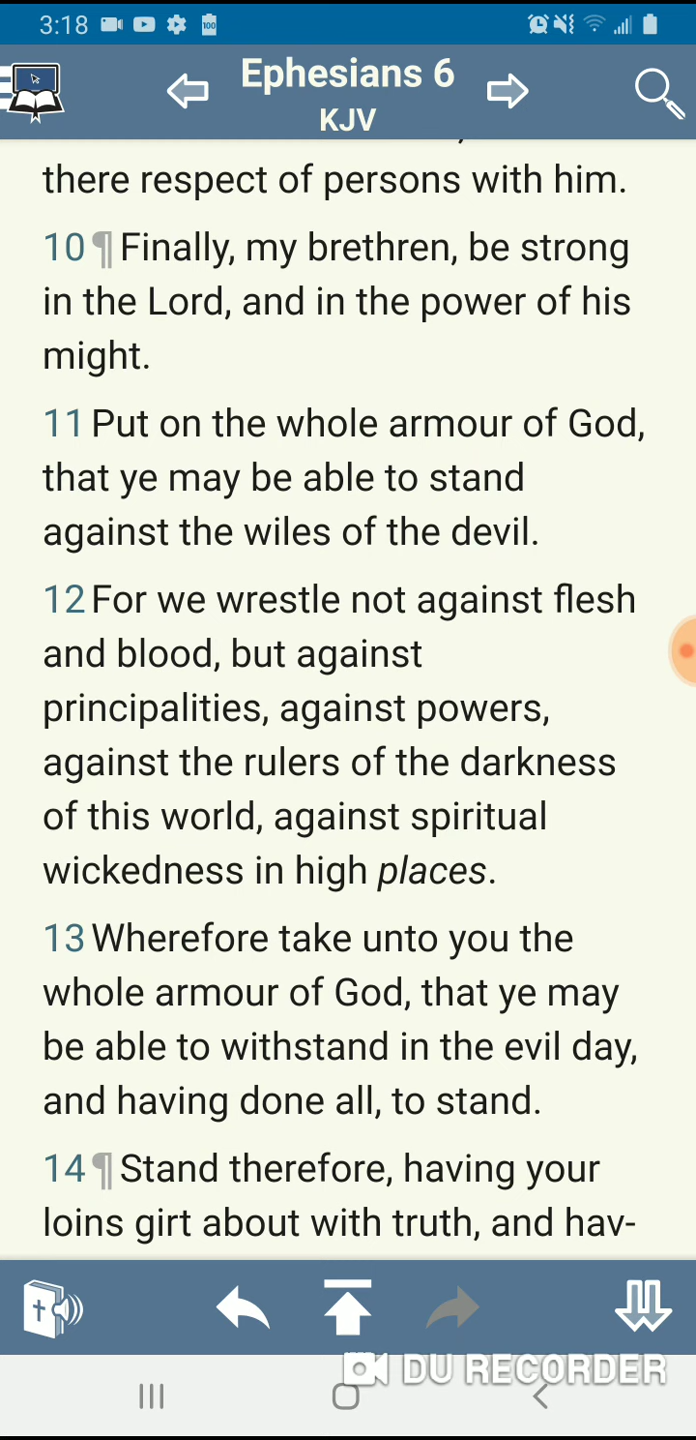 3:18 100
Ephesians 6
KJV
there respect of persons with him.
10 ¶ Finally, my brethren, be strong
in the Lord, and in the power of his
might.
11 Put on the whole armour of God,
that ye may be able to stand
against the wiles of the devil.
12 For we wrestle not against flesh
and blood, but against
principalities, against powers,
against the rulers of the darkness
of this world, against spiritual
wickedness in high places.
13 Wherefore take unto you the
whole armour of God, that ye may
be able to withstand in the evil day,
and having done all, to stand.
14 ¶ Stand therefore, having your
loins girt about with truth, and hav-
DU RECORDER